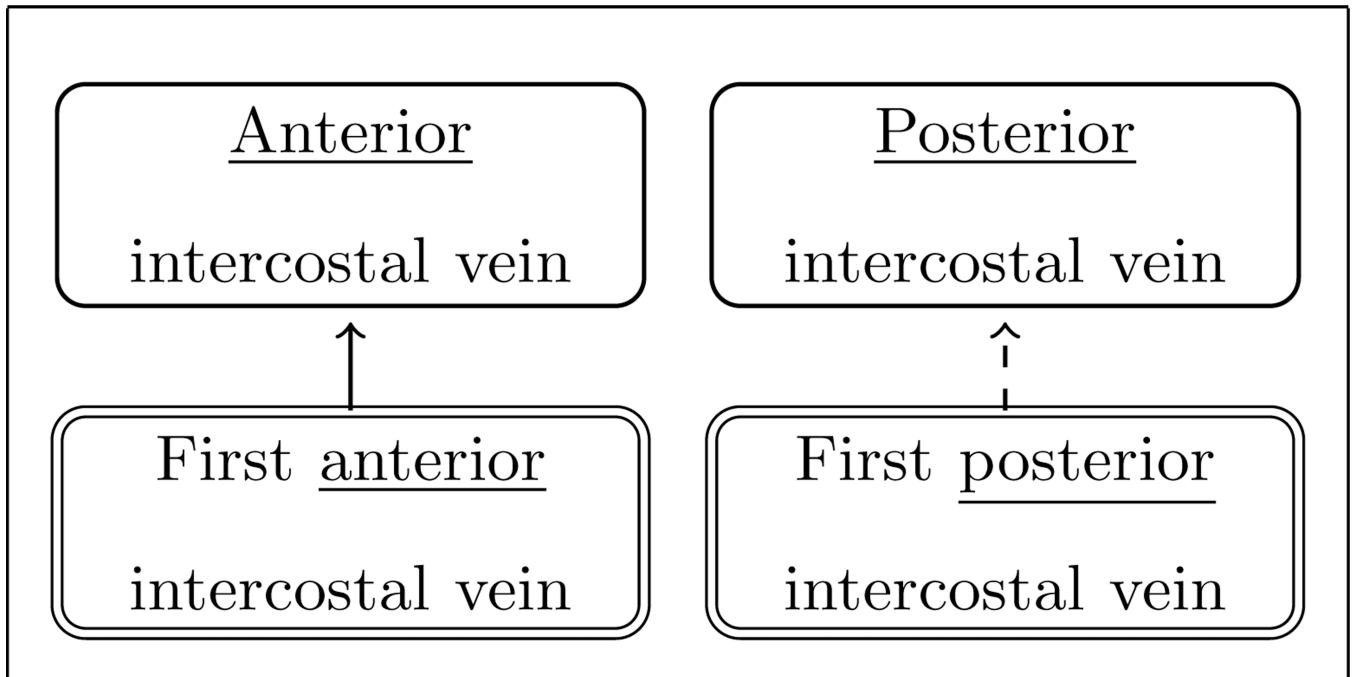 Anterior
intercostal vein
Posterior
intercostal vein
First anterior
intercostal vein
First posterior
intercostal vein